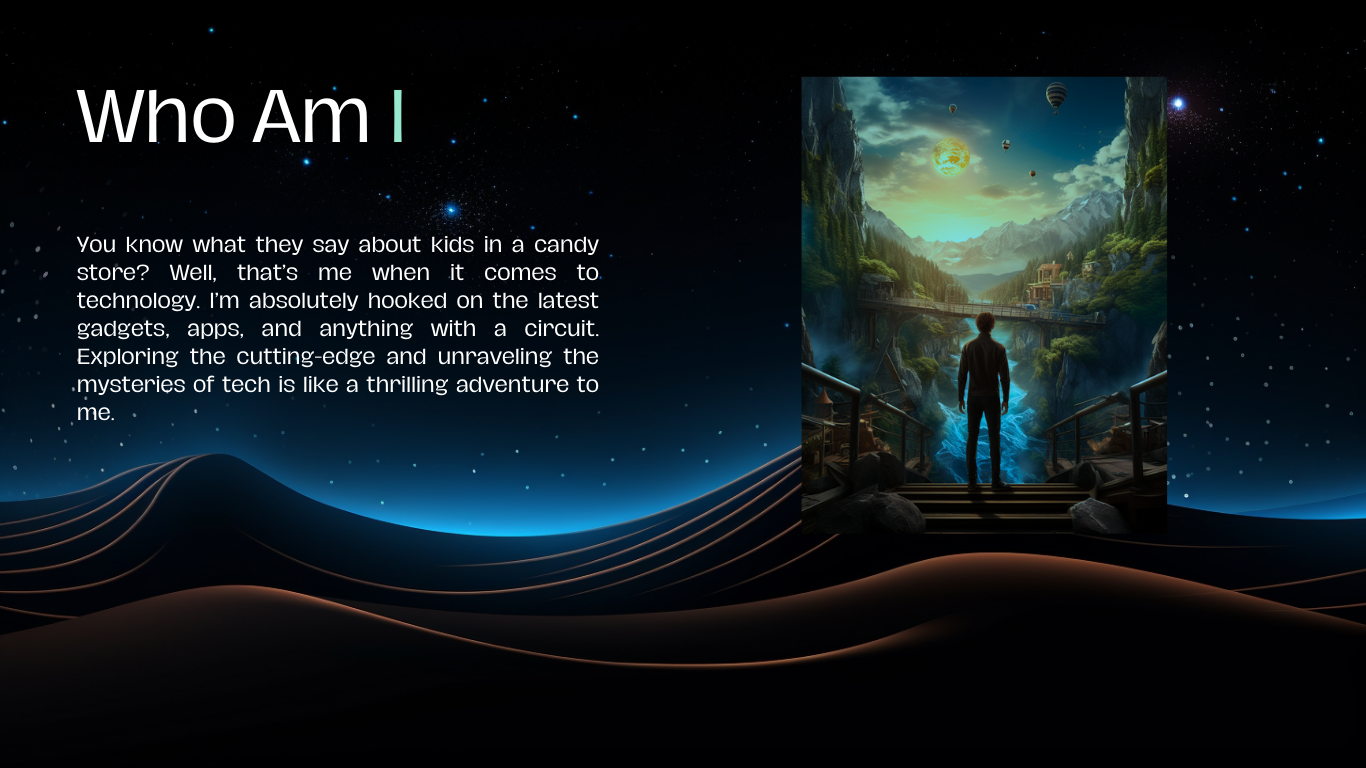 Who Am I
You know what they say about kids in a candy
store? Well, that's me when it comes to
technology. I'm absolutely hooked on the latest
gadgets, apps, and anything with a circuit.
Exploring the cutting-edge and unraveling the
mysteries of tech is like a thrilling adventure to
me.